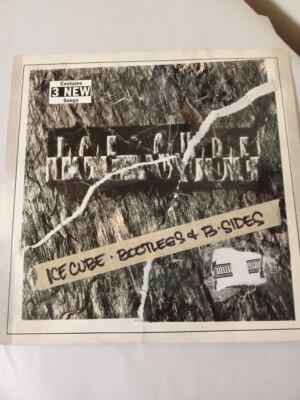 Contains
3 NEW
Songs
ICE CUBE
ICE CUBE · BOOTLEGS & B·SIDES